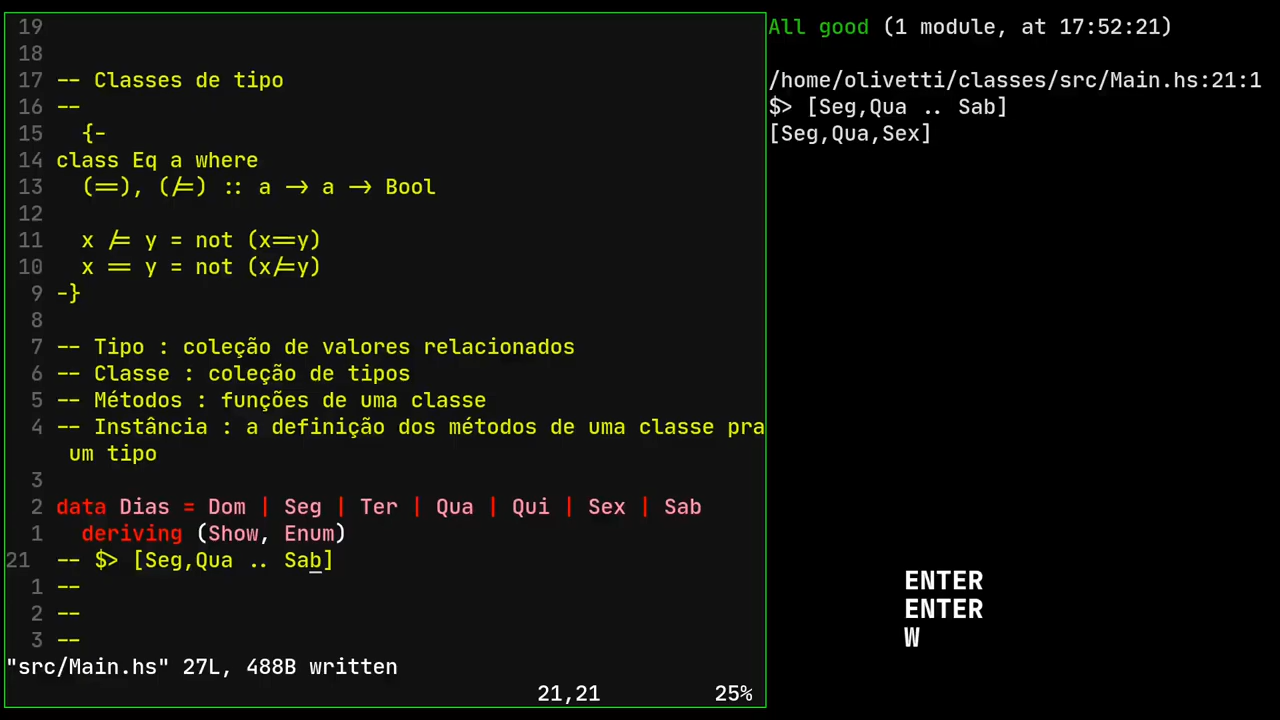 19
18
17 -- Classes de tipo
16 --
15   {-
14 class Eq a where
13   (==), (/=) :: a -> a -> Bool
12
11   x /= y = not (x==y)
10   x == y = not (x/=y)
9 -}
8
7 -- Tipo : coleção de valores relacionados
6 -- Classe : coleção de tipos
5 -- Métodos : funções de uma classe
4 -- Instância : a definição dos métodos de uma classe pra
um tipo
3
2 data Dias = Dom | Seg | Ter | Qua | Qui | Sex | Sab
1   deriving (Show, Enum)
21 -- $> [Seg,Qua .. Sab]
1 --
2 --
3 --
"src/Main.hs" 27L, 488B written
21,21 25%
All good (1 module, at 17:52:21)
/home/olivetti/classes/src/Main.hs:21:1
$> [Seg,Qua .. Sab]
[Seg,Qua,Sex]
ENTER
ENTER
W